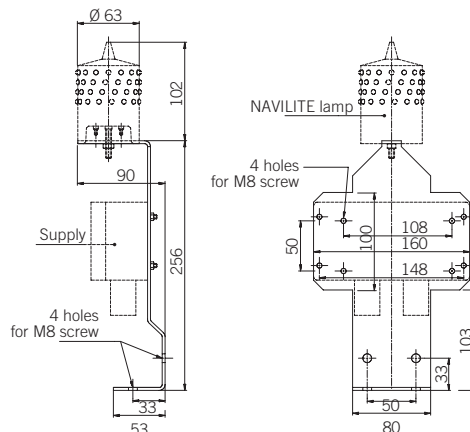 Ø 63
102
NAVILITE lamp
90
4 holes
for M8 screw
108
100
160
50
Supply
256
148
4 holes
for M8 screw
103
33
33
50
53
80